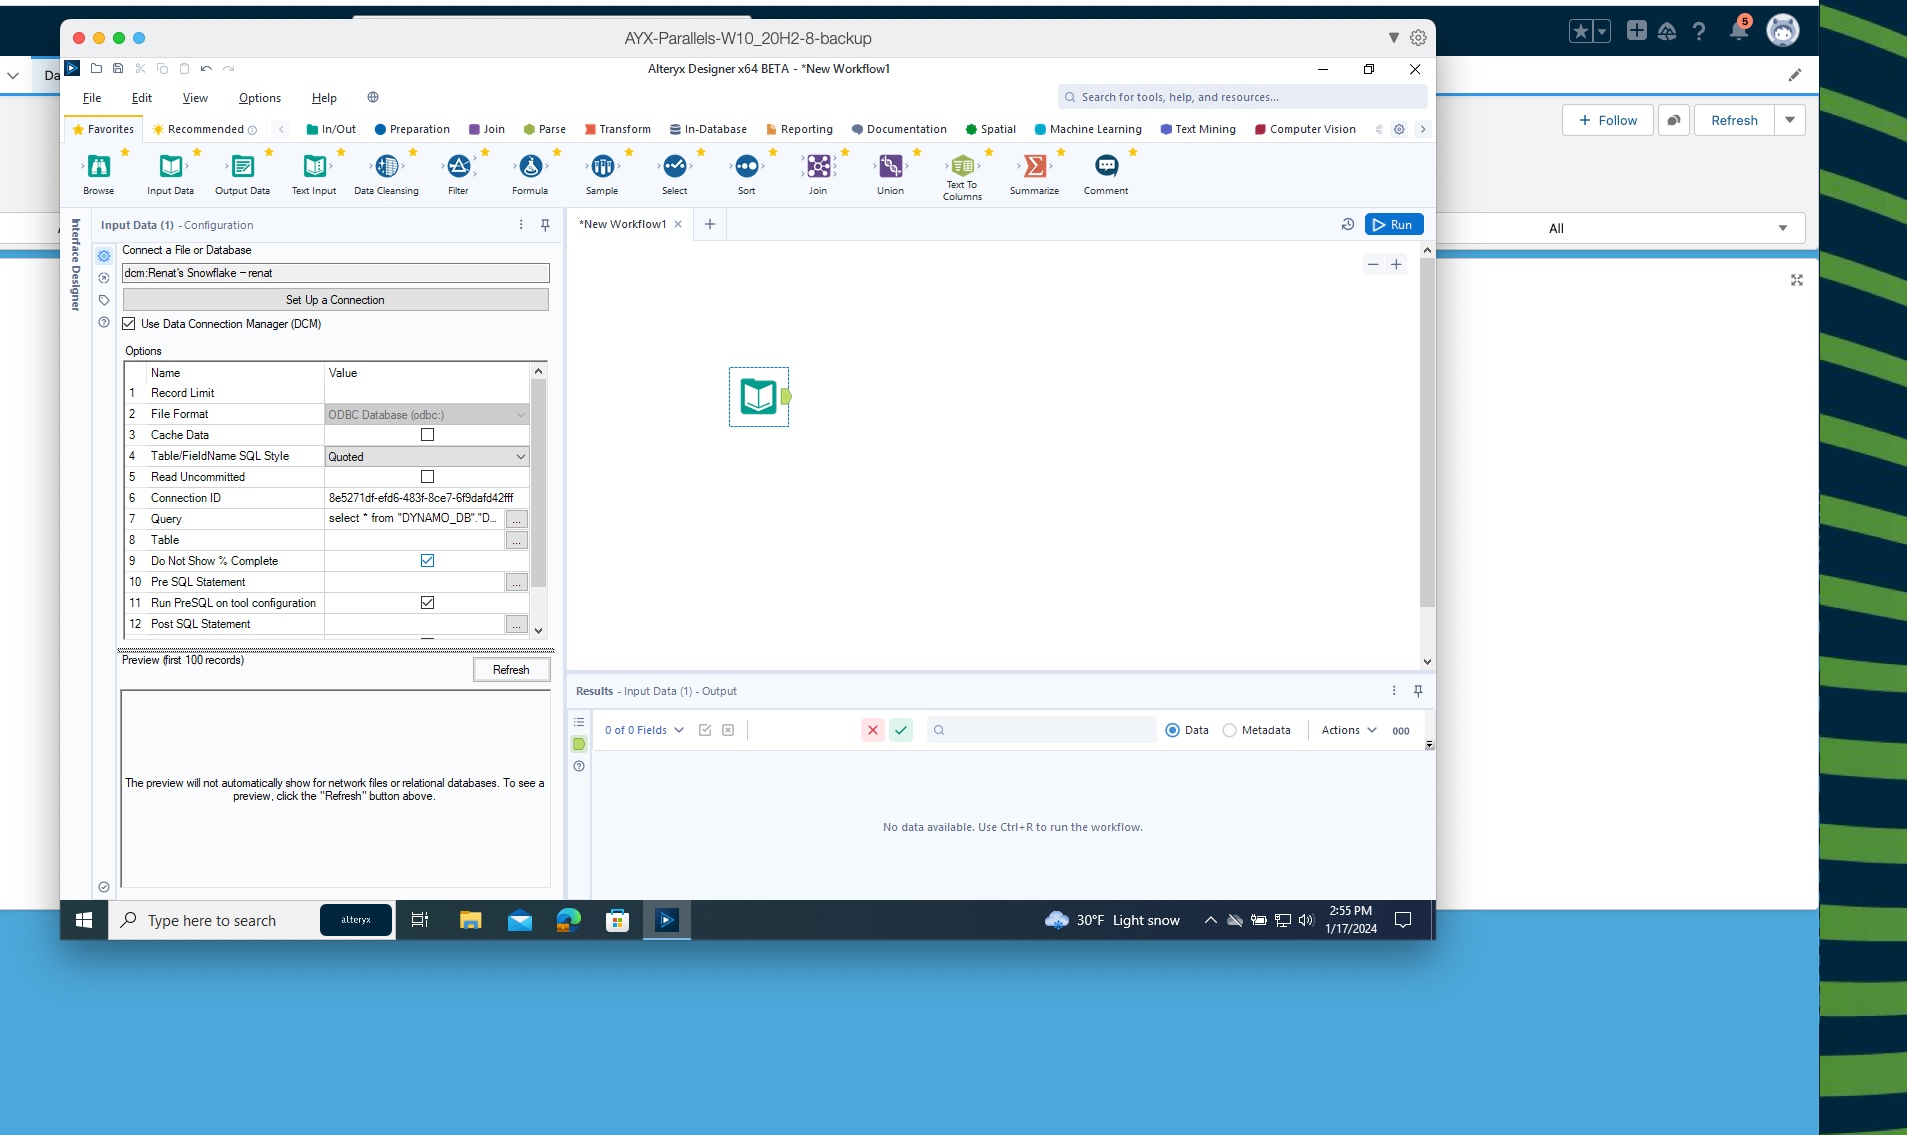 5
Da
+ Follow
Refresh
All
AYX-Parallels-W10_20H2-8-backup
Alteryx Designer x64 BETA - *New Workflow1
File Edit View Options Help
Search for tools, help, and resources...
Favorites Recommended In/Out Preparation Join Parse Transform In-Database Reporting Documentation Spatial Machine Learning Text Mining Computer Vision
Browse Input Data Output Data Text Input Data Cleansing Filter Formula Sample Select Sort Join Union Text To Columns Summarize Comment
Interface Designer
Input Data (1) - Configuration
Connect a File or Database
dcm:Renat's Snowflake – renat
Set Up a Connection
Use Data Connection Manager (DCM)
Options
Name Value
1 Record Limit
2 File Format ODBC Database (odbc:)
3 Cache Data
4 Table/FieldName SQL Style Quoted
5 Read Uncommitted
6 Connection ID 8e5271df-efd6-483f-8ce7-6f9dafd42fff
7 Query select * from "DYNAMO_DB"."D... ...
8 Table ...
9 Do Not Show % Complete
10 Pre SQL Statement ...
11 Run PreSQL on tool configuration
12 Post SQL Statement ...
Preview (first 100 records)
Refresh
The preview will not automatically show for network files or relational databases. To see a
preview, click the "Refresh" button above.
*New Workflow1
Run
Results - Input Data (1) - Output
0 of 0 Fields
Data Metadata Actions 000
No data available. Use Ctrl+R to run the workflow.
Type here to search
alteryx
30°F Light snow
2:55 PM
1/17/2024